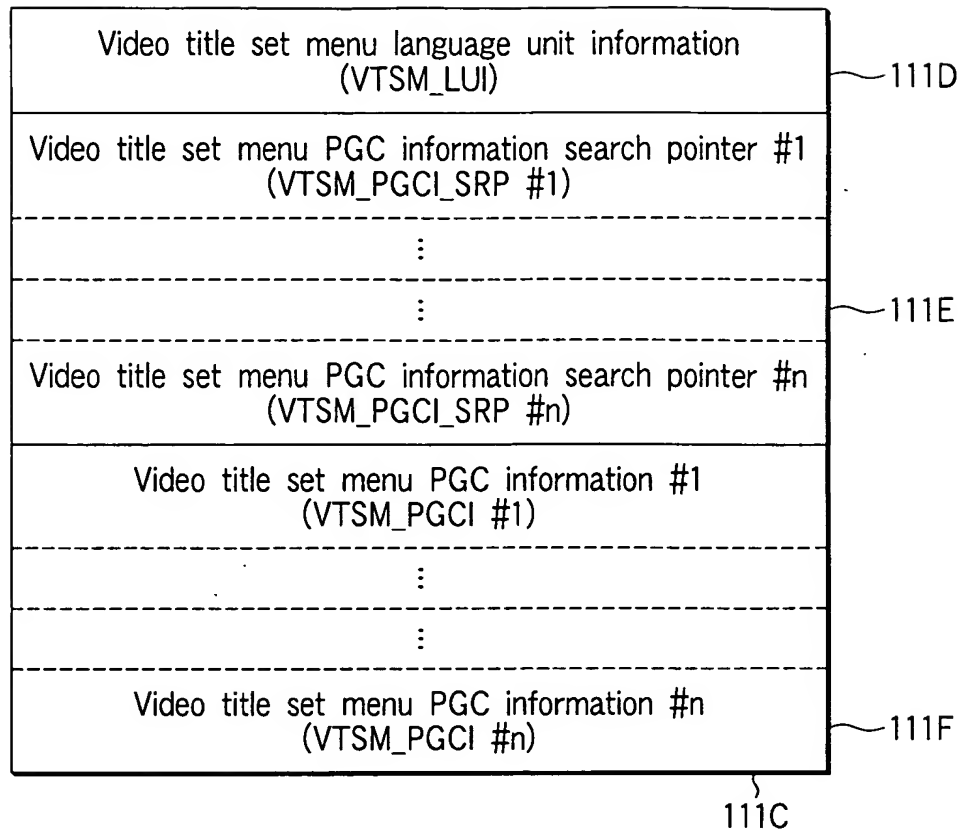 Video title set menu language unit information
(VTSM_LUI)
111D
Video title set menu PGC information search pointer #1
(VTSM_PGCI_SRP #1)
⋮
⋮
111E
Video title set menu PGC information search pointer #n
(VTSM_PGCI_SRP #n)
Video title set menu PGC information #1
(VTSM_PGCI #1)
⋮
⋮
Video title set menu PGC information #n
(VTSM_PGCI #n)
111F
111C